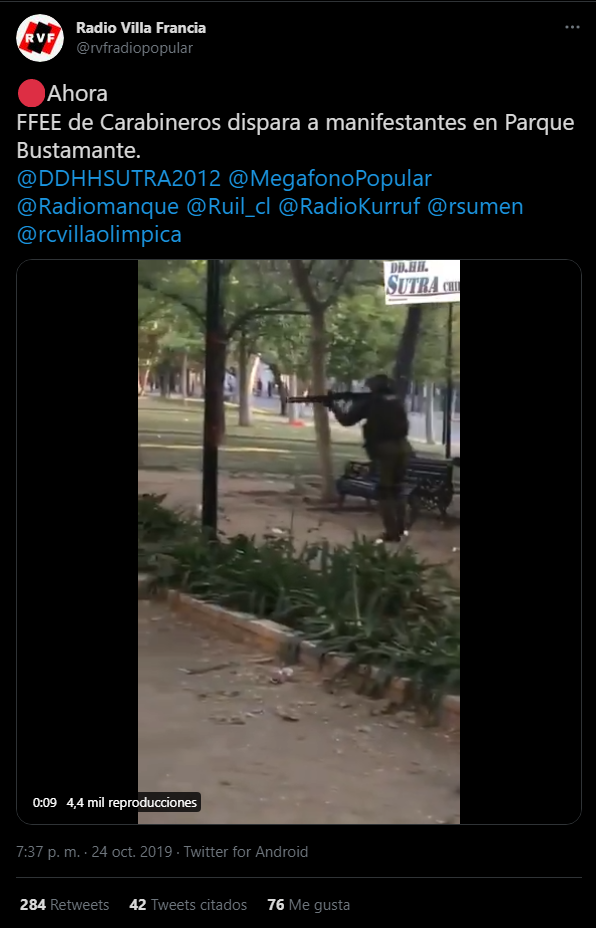 RVF
Radio Villa Francia
@rvfradiopopular
Ahora
FFEE de Carabineros dispara a manifestantes en Parque
Bustamante.
@DDHHSUTRA2012 @MegafonoPopular
@Radiomanque @Ruil_cl @RadioKurruf @rsumen
@rcvillaolimpica
DD.HH.
SUTRA CHI
0:09 4,4 mil reproducciones
7:37 p. m. · 24 oct. 2019 · Twitter for Android
284 Retweets 42 Tweets citados 76 Me gusta